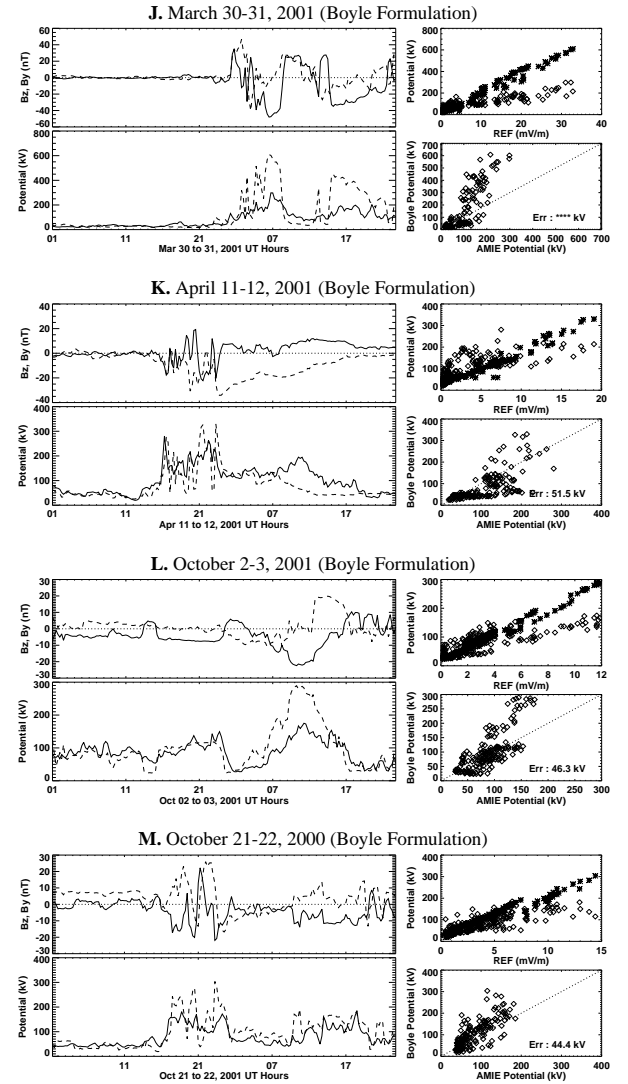 J. March 30-31, 2001 (Boyle Formulation)
Bz, By (nT)
60
40
20
0
-20
-40
-60
Potential (kV)
800
600
400
200
0
01 11 21 07 17
Mar 30 to 31, 2001 UT Hours
Potential (kV)
800
600
400
200
0
0 10 20 30 40
REF (mV/m)
Boyle Potential (kV)
700
600
500
400
300
200
100
0
Err : **** kV
0 100 200 300 400 500 600 700
AMIE Potential (kV)
K. April 11-12, 2001 (Boyle Formulation)
Bz, By (nT)
40
20
0
-20
-40
Potential (kV)
400
300
200
100
0
01 11 21 07 17
Apr 11 to 12, 2001 UT Hours
Potential (kV)
400
300
200
100
0
0 5 10 15 20
REF (mV/m)
Boyle Potential (kV)
400
300
200
100
0
Err : 51.5 kV
0 100 200 300 400
AMIE Potential (kV)
L. October 2-3, 2001 (Boyle Formulation)
Bz, By (nT)
30
20
10
0
-10
-20
-30
Potential (kV)
300
200
100
0
01 11 21 07 17
Oct 02 to 03, 2001 UT Hours
Potential (kV)
300
200
100
0
0 2 4 6 8 10 12
REF (mV/m)
Boyle Potential (kV)
300
250
200
150
100
50
0
Err : 46.3 kV
0 50 100 150 200 250 300
AMIE Potential (kV)
M. October 21-22, 2000 (Boyle Formulation)
Bz, By (nT)
30
20
10
0
-10
-20
-30
Potential (kV)
400
300
200
100
0
01 11 21 07 17
Oct 21 to 22, 2000 UT Hours
Potential (kV)
400
300
200
100
0
5 10 15
REF (mV/m)
Boyle Potential (kV)
400
300
200
100
0
Err : 44.4 kV
0 100 200 300 400
AMIE Potential (kV)